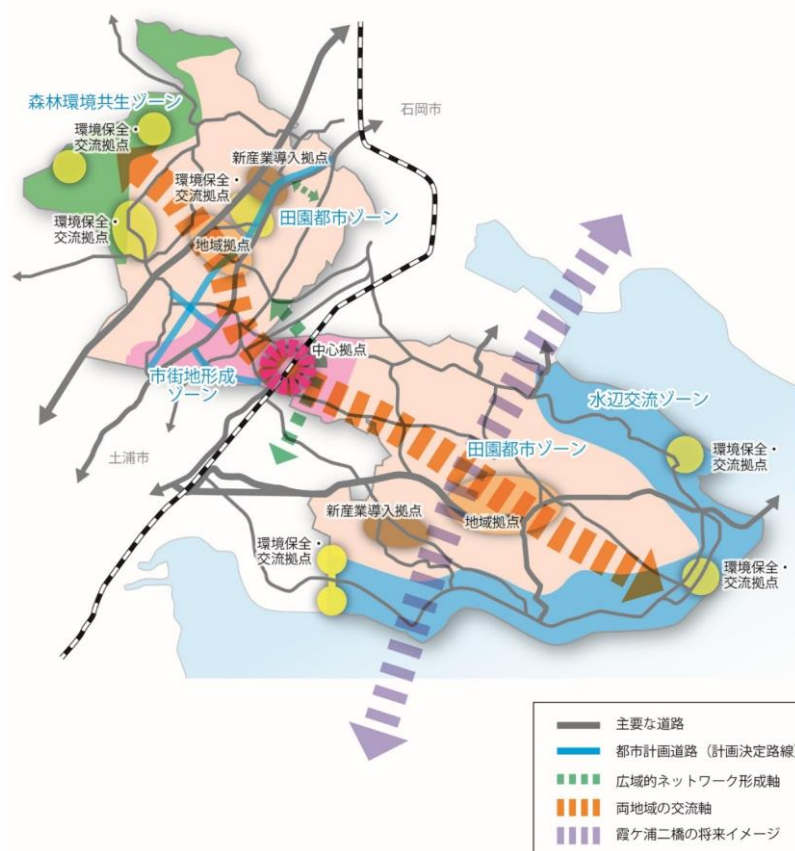 石岡市
森林環境共生ゾーン
環境保全・
交流拠点
新産業導入拠点
環境保全・
交流拠点
環境保全・
交流拠点
田園都市ゾーン
地域拠点
中心拠点
市街地形成
ゾーン
水辺交流ゾーン
土浦市
田園都市ゾーン
環境保全・
交流拠点
新産業導入拠点
地域拠点
環境保全・
交流拠点
環境保全・
交流拠点
主要な道路
都市計画道路（計画決定路線）
広域的ネットワーク形成軸
両地域の交流軸
霞ケ浦二橋の将来イメージ